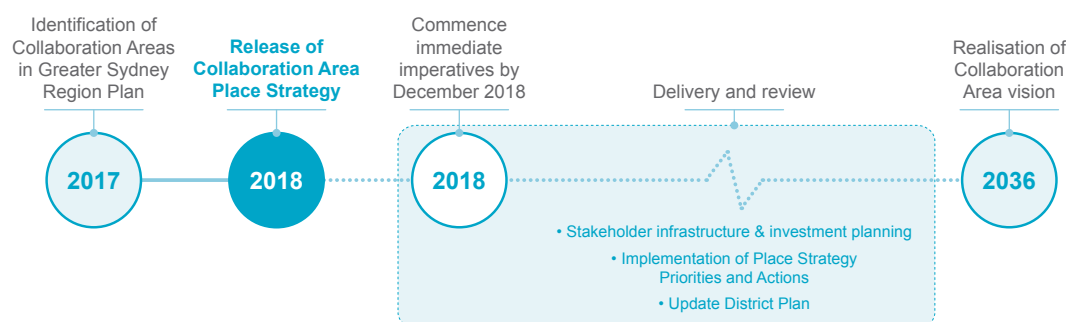 Identification of
Collaboration Areas
in Greater Sydney
Region Plan
2017
Release of
Collaboration Area
Place Strategy
2018
Commence
immediate
imperatives by
December 2018
2018
Delivery and review
• Stakeholder infrastructure & investment planning
• Implementation of Place Strategy
Priorities and Actions
• Update District Plan
Realisation of
Collaboration
Area vision
2036